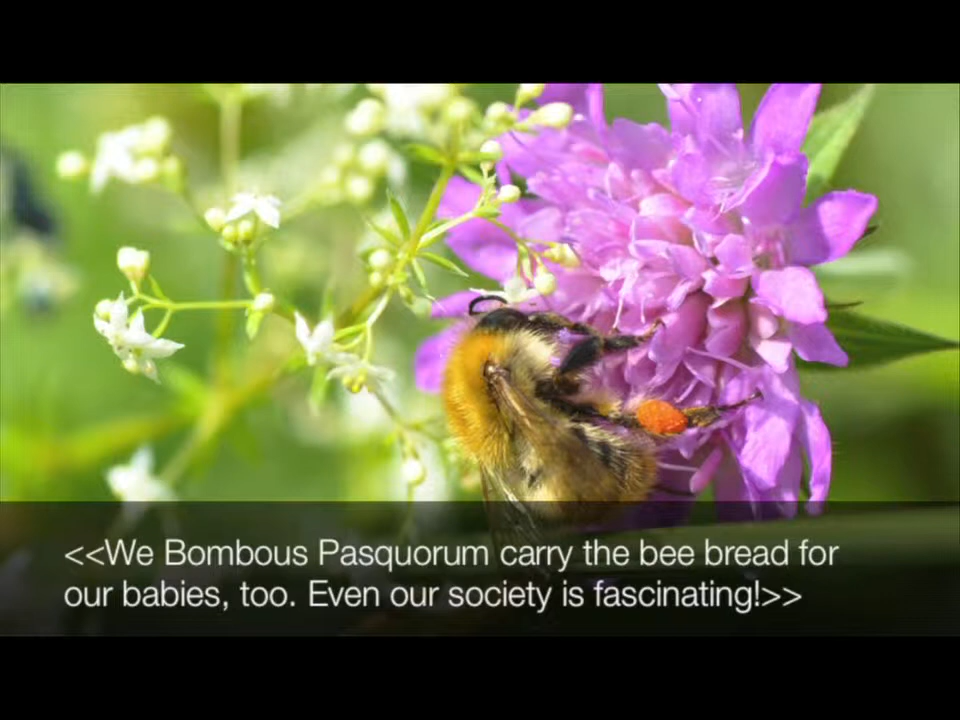 <<We Bombous Pasquorum carry the bee bread for
our babies, too. Even our society is fascinating!>>